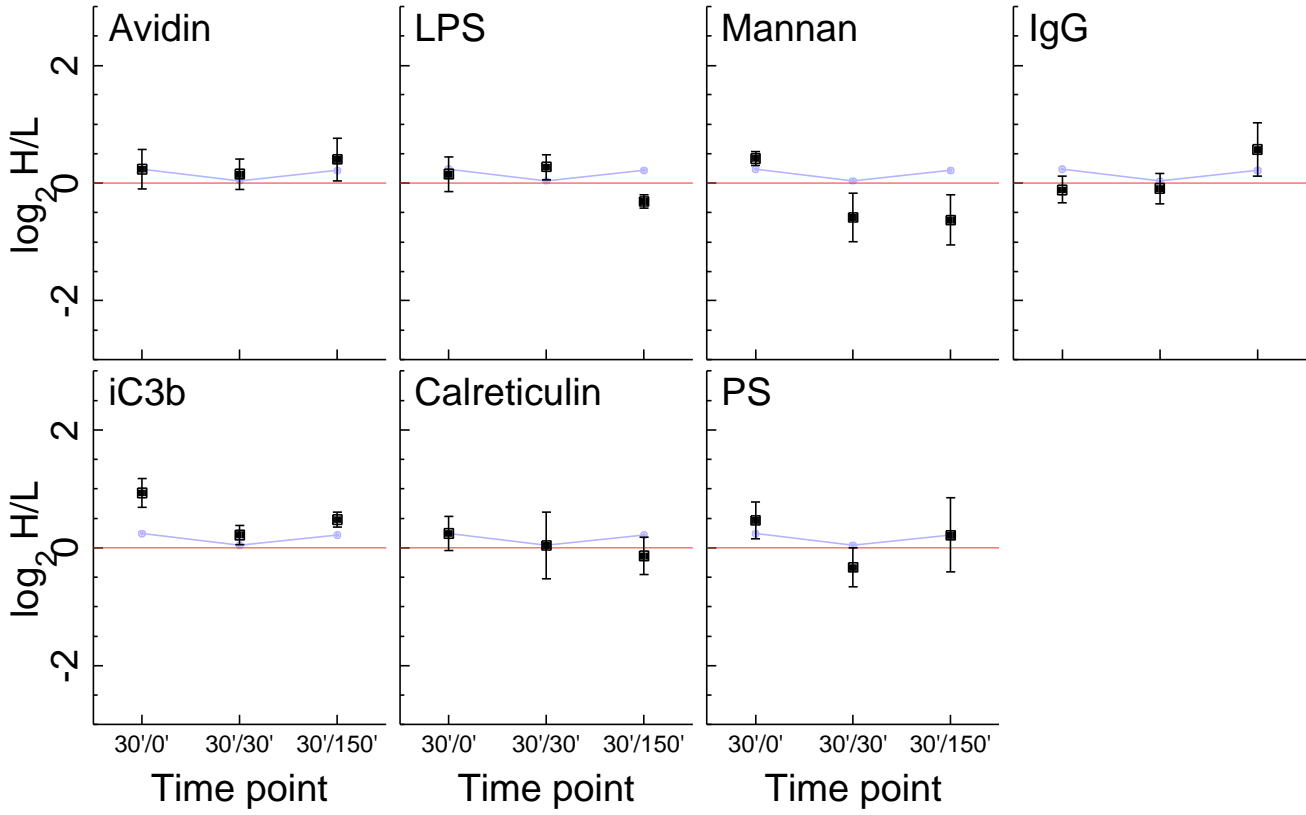 Avidin LPS Mannan IgG
2
0
-2
log2 H/L
iC3b Calreticulin PS
2
0
-2
log2 H/L
30'/0' 30'/30' 30'/150' 30'/0' 30'/30' 30'/150' 30'/0' 30'/30' 30'/150'
Time point Time point Time point